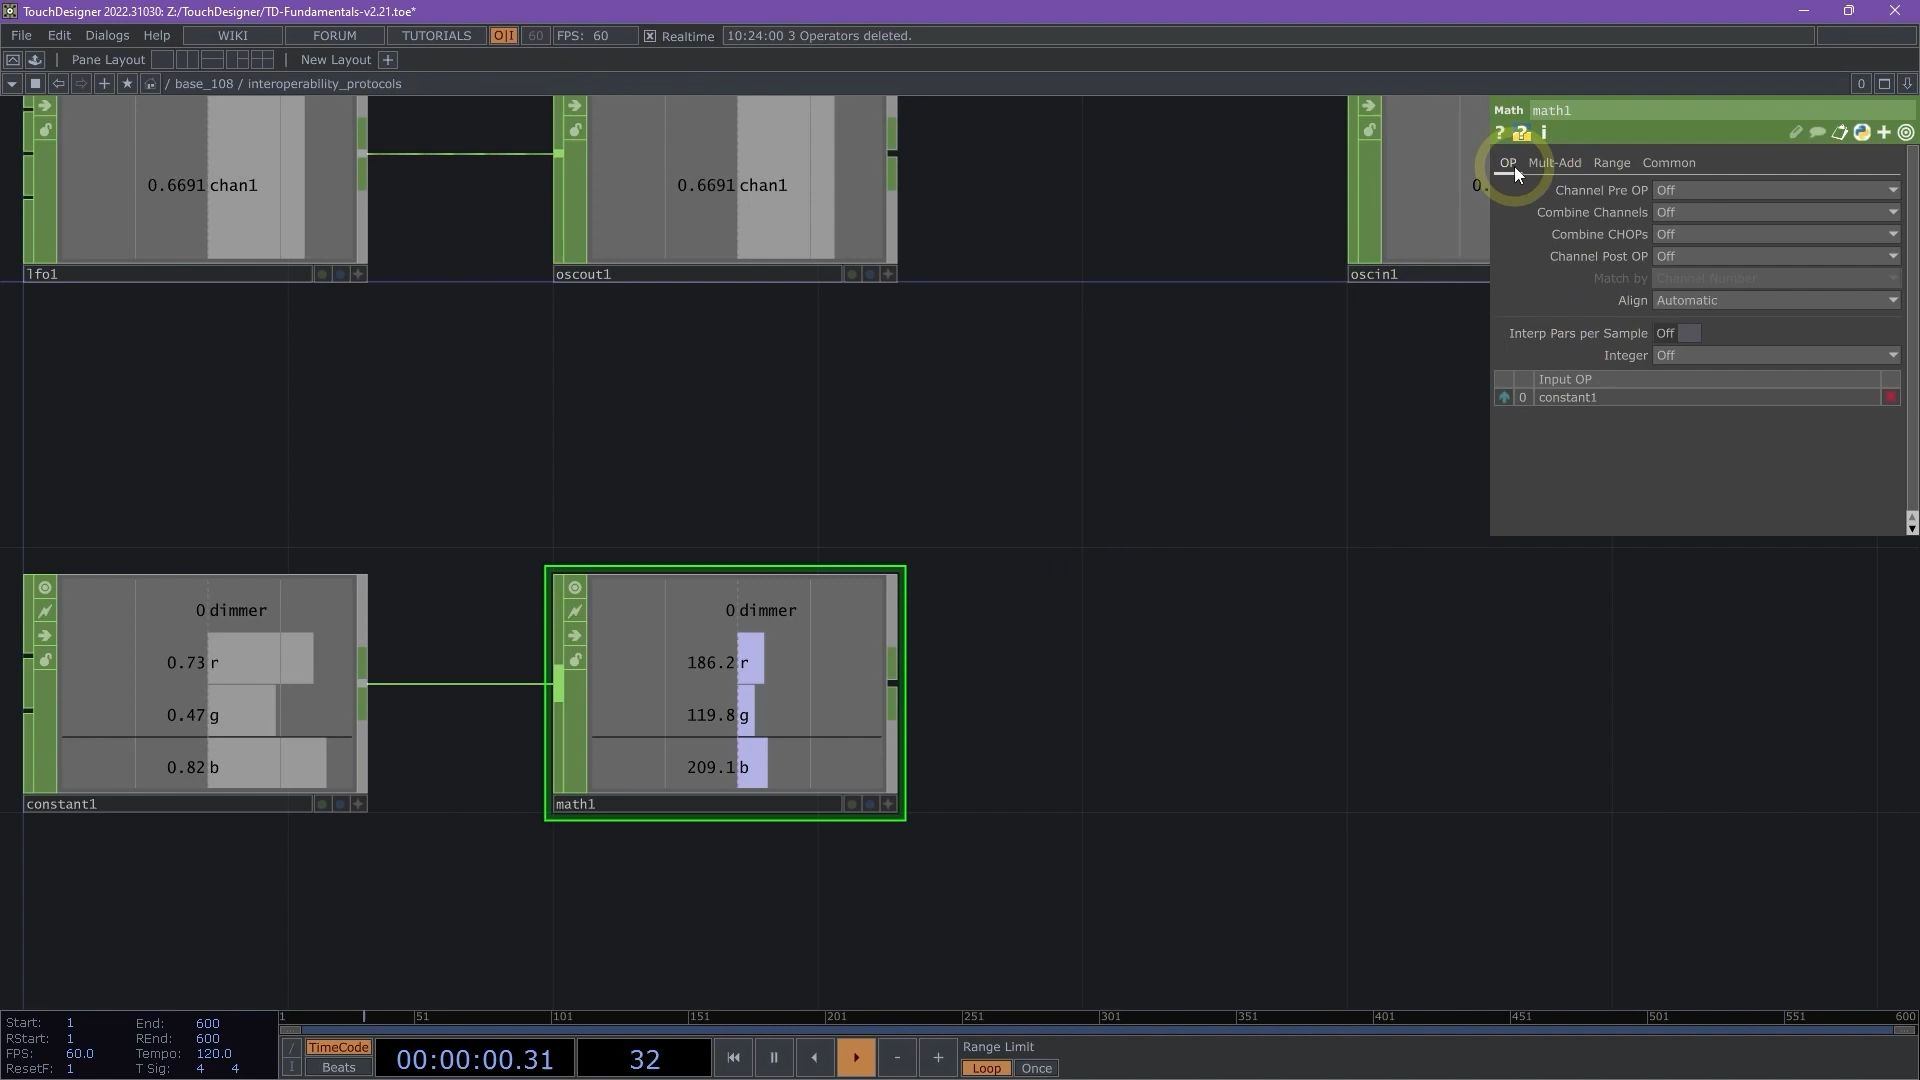 TouchDesigner 2022.31030: Z:/TouchDesigner/TD-Fundamentals-v2.21.toe*
File Edit Dialogs Help WIKI FORUM TUTORIALS O|I 60 FPS: 60 Realtime 10:24:00 3 Operators deleted.
Pane Layout New Layout +
/ base_108 / interoperability_protocols 0
Math math1
? ? i
OP Mult-Add Range Common
Channel Pre OP Off
Combine Channels Off
Combine CHOPs Off
Channel Post OP Off
Match by Channel Number
Align Automatic
Interp Pars per Sample Off
Integer Off
Input OP
0 constant1
0.6691 chan1
lfo1
0.6691 chan1
oscout1
0.
oscin1
0 dimmer
0.73 r
0.47 g
0.82 b
constant1
0 dimmer
186.2 r
119.8 g
209.1 b
math1
1 51 101 151 201 251 301 351 401 451 501 551 600
Start: 1 End: 600
RStart: 1 REnd: 600
FPS: 60.0 Tempo: 120.0
ResetF: 1 T Sig: 4 4
/
I
TimeCode
Beats
00:00:00.31
32
- +
Range Limit
Loop Once